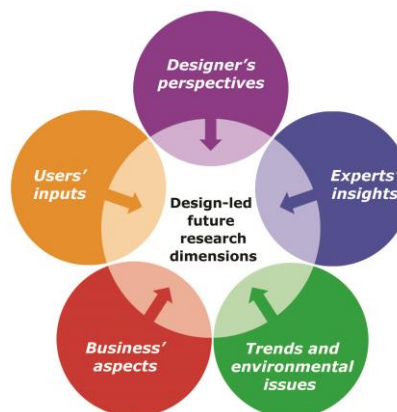 Designer's
perspectives
Users'
inputs
Experts'
insights
Design-led
future
research
dimensions
Business'
aspects
Trends and
environmental
issues